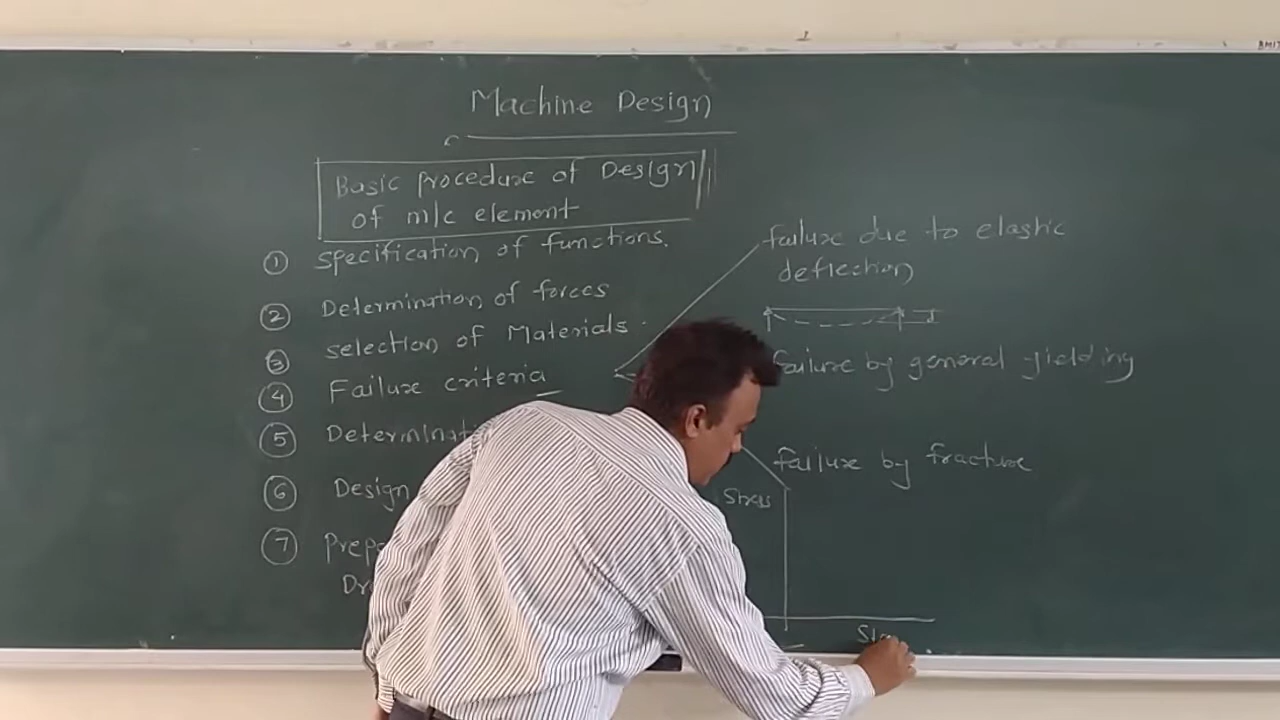 Machine Design
Basic procedure of Design
of m/c element
① specification of functions.
② Determination of forces
③ selection of Materials
④ Failure criteria
⑤
⑥ Design
⑦
failure due to elastic
deflection
failure by general yielding
failure by fracture
stress